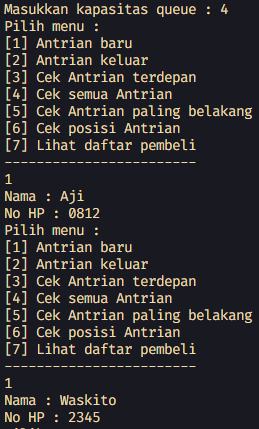 Masukkan kapasitas queue : 4
Pilih menu :
[1] Antrian baru
[2] Antrian keluar
[3] Cek Antrian terdepan
[4] Cek semua Antrian
[5] Cek Antrian paling belakang
[6] Cek posisi Antrian
[7] Lihat daftar pembeli
------------------------
1
Nama : Aji
No HP : 0812
Pilih menu :
[1] Antrian baru
[2] Antrian keluar
[3] Cek Antrian terdepan
[4] Cek semua Antrian
[5] Cek Antrian paling belakang
[6] Cek posisi Antrian
[7] Lihat daftar pembeli
------------------------
1
Nama : Waskito
No HP : 2345